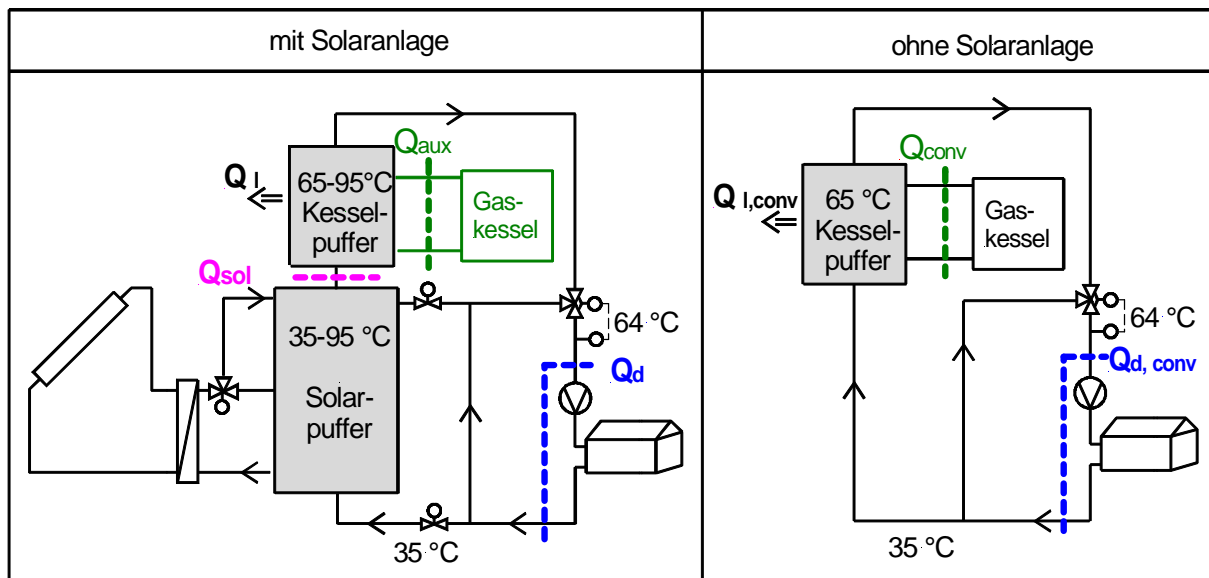 mit Solaranlage
ohne Solaranlage
Qaux
Q l
65-95°C
Kessel-
puffer
Gas-
kessel
Qsol
35-95 °C
Solar-
puffer
64 °C
Qd
35 °C
Qconv
Q l,conv
65 °C
Kessel-
puffer
Gas-
kessel
64 °C
Qd, conv
35 °C